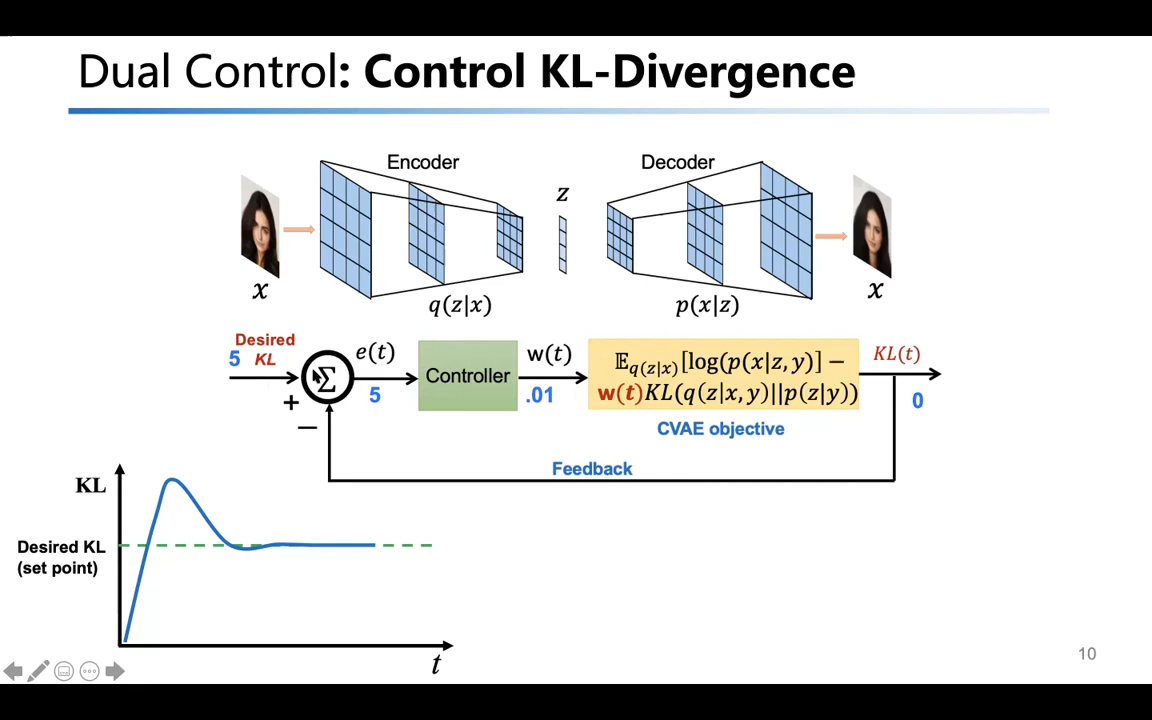 Dual Control: Control KL-Divergence
Encoder
Decoder
z
x
q(z|x)
p(x|z)
x
Desired
5 KL
e(t)
w(t)
KL(t)
Σ
Controller
𝔼q(z|x)[log(p(x|z,y)] −
w(t)KL(q(z|x,y)||p(z|y))
+
5
.01
0
−
CVAE objective
Feedback
KL
Desired KL
(set point)
t
10